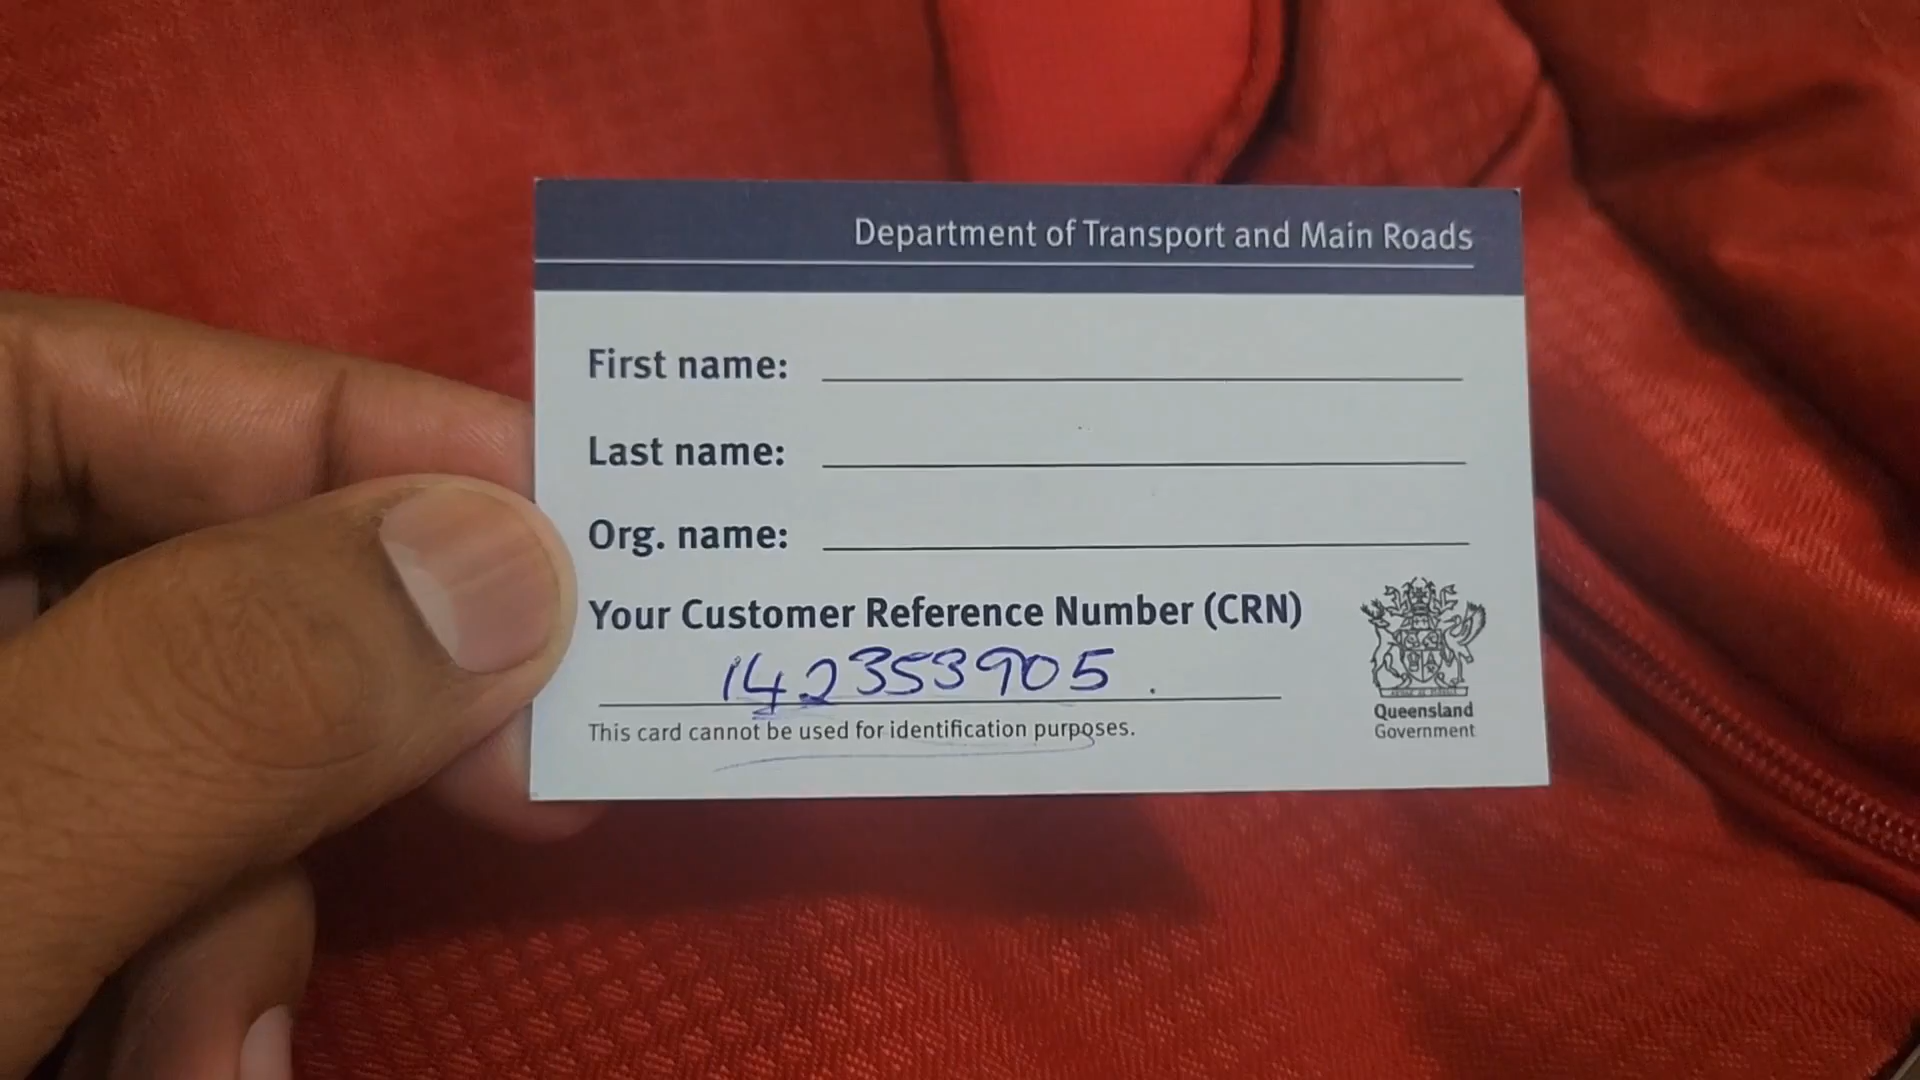 Department of Transport and Main Roads
First name:
Last name:
Org. name:
Your Customer Reference Number (CRN)
142353905
This card cannot be used for identification purposes.
Queensland
Government